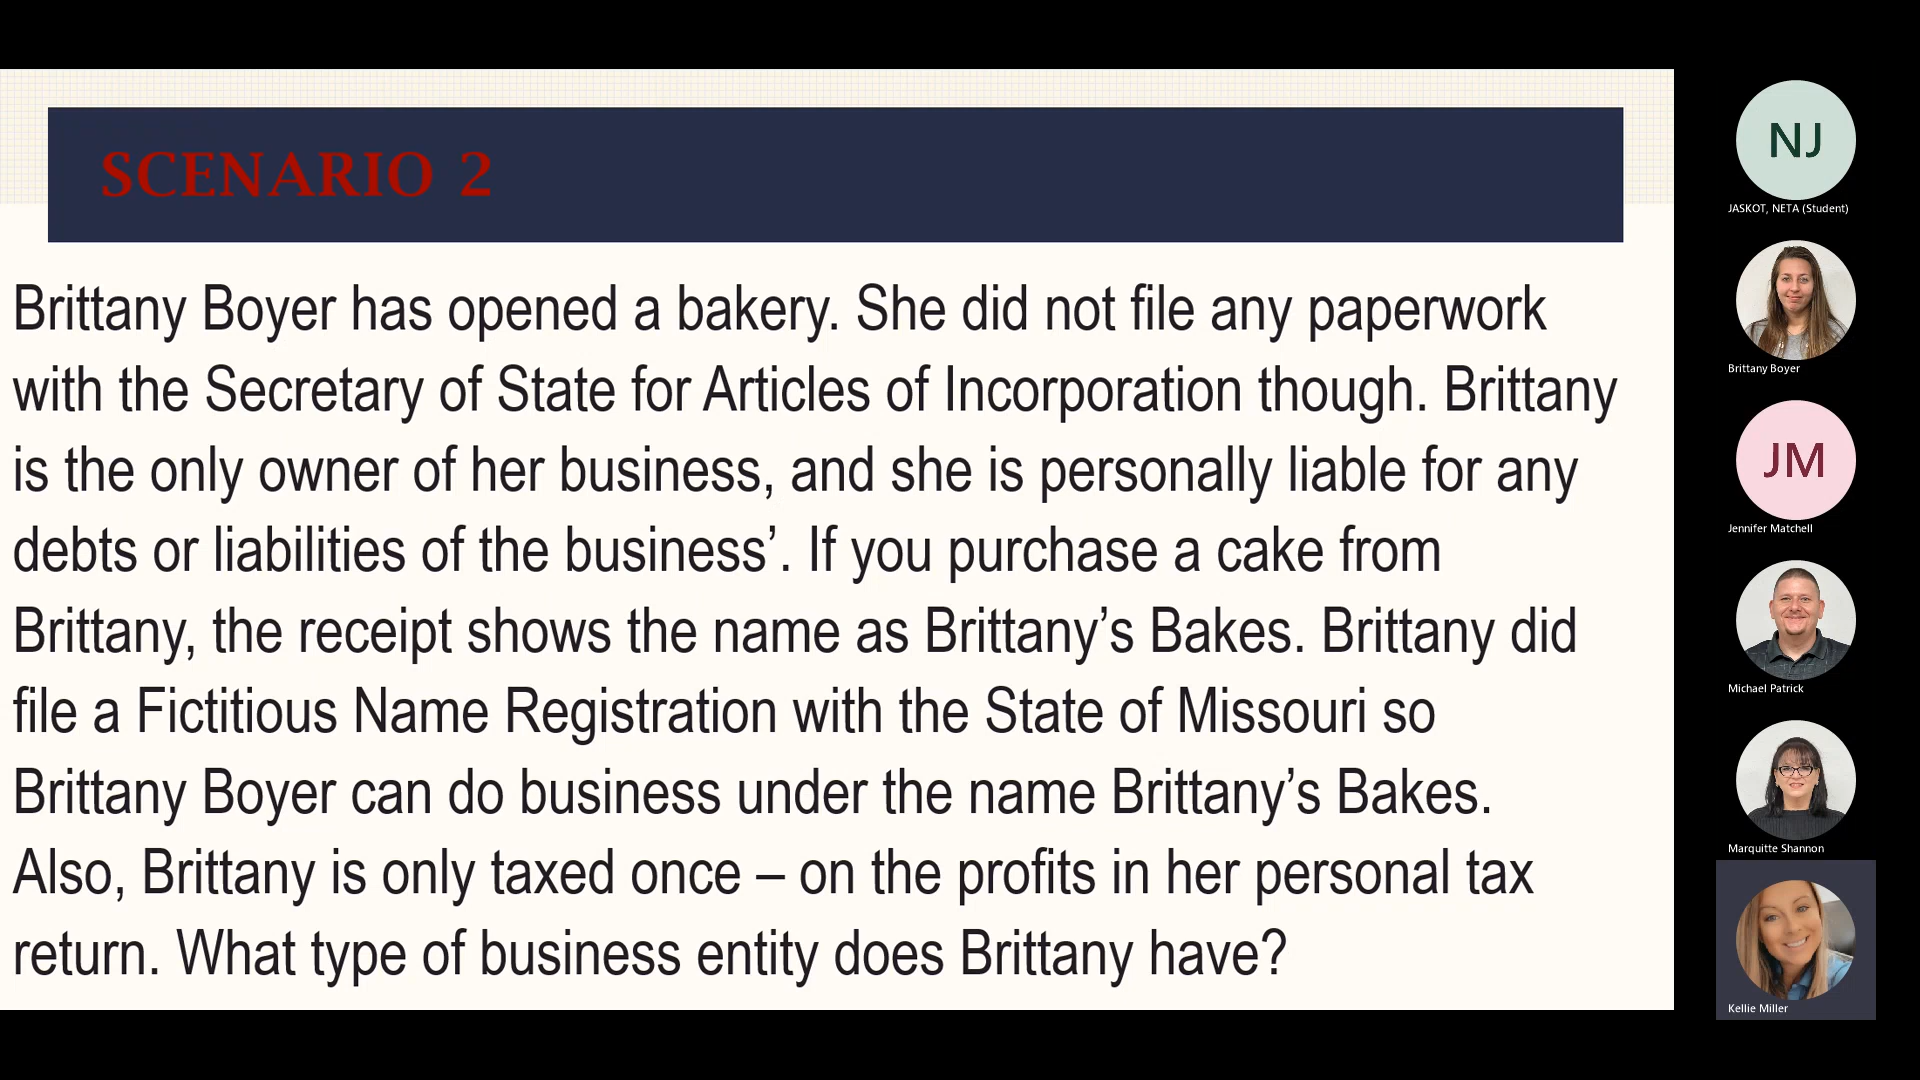 SCENARIO 2
Brittany Boyer has opened a bakery. She did not file any paperwork
with the Secretary of State for Articles of Incorporation though. Brittany
is the only owner of her business, and she is personally liable for any
debts or liabilities of the business’. If you purchase a cake from
Brittany, the receipt shows the name as Brittany’s Bakes. Brittany did
file a Fictitious Name Registration with the State of Missouri so
Brittany Boyer can do business under the name Brittany’s Bakes.
Also, Brittany is only taxed once – on the profits in her personal tax
return. What type of business entity does Brittany have?
NJ
JASKOT, NETA (Student)
Brittany Boyer
JM
Jennifer Matchell
Michael Patrick
Marquitte Shannon
Kellie Miller